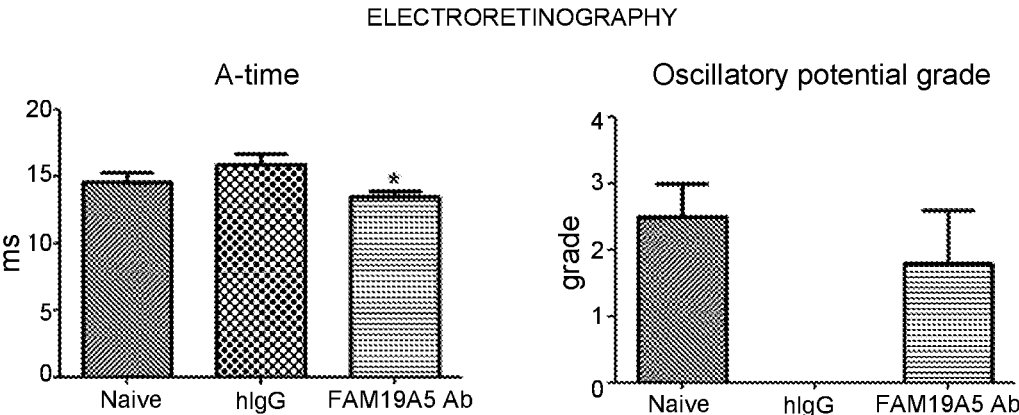 ELECTRORETINOGRAPHY
A-time
20
15
10
5
0
ms
*
Naive hIgG FAM19A5 Ab
Oscillatory potential grade
4
3
2
1
0
grade
Naive hIgG FAM19A5 Ab